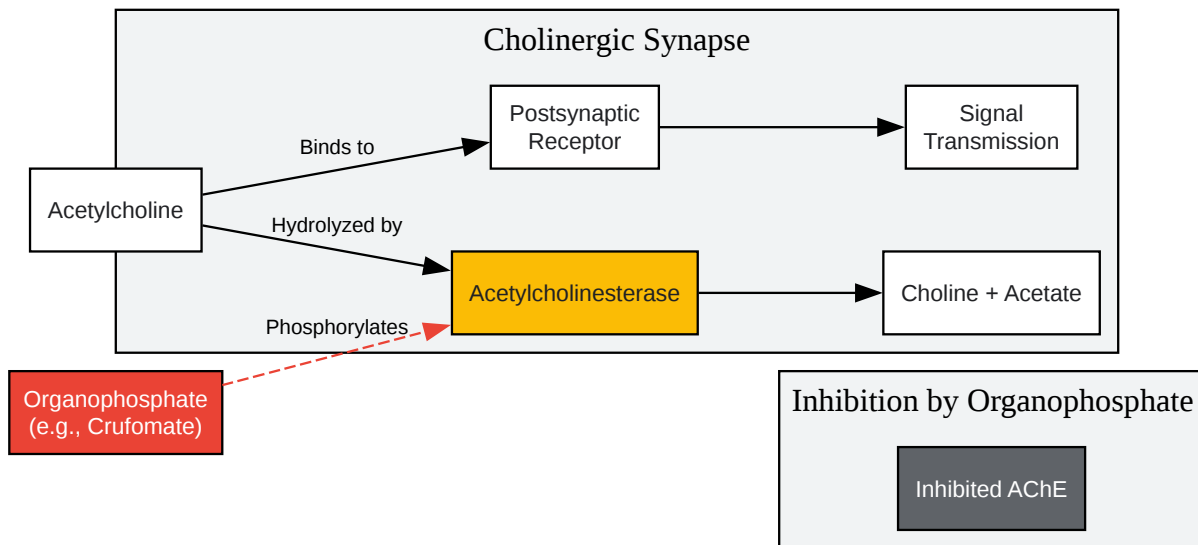 Cholinergic Synapse
Postsynaptic
Receptor
Signal
Transmission
Binds to
Acetylcholine
Hydrolyzed by
Acetylcholinesterase
Choline + Acetate
Phosphorylates
Organophosphate
(e.g., Crufomate)
Inhibition by Organophosphate
Inhibited AChE